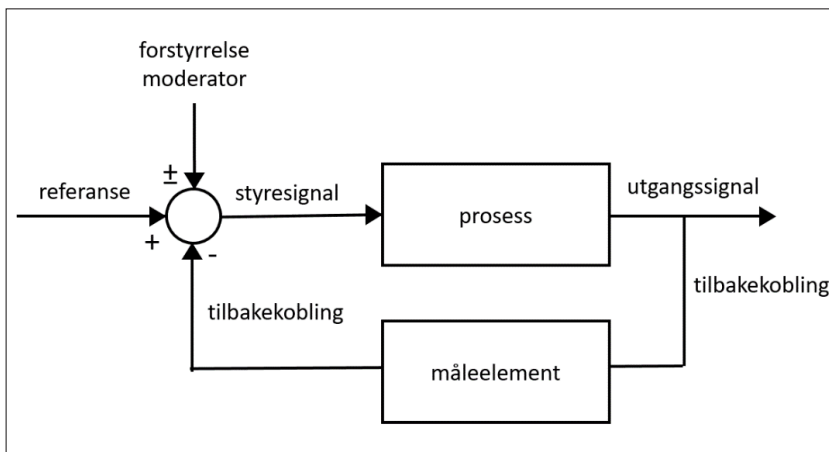 forstyrrelse
moderator
±
referanse
styresignal
utgangssignal
prosess
+
-
tilbakekobling
tilbakekobling
måleelement